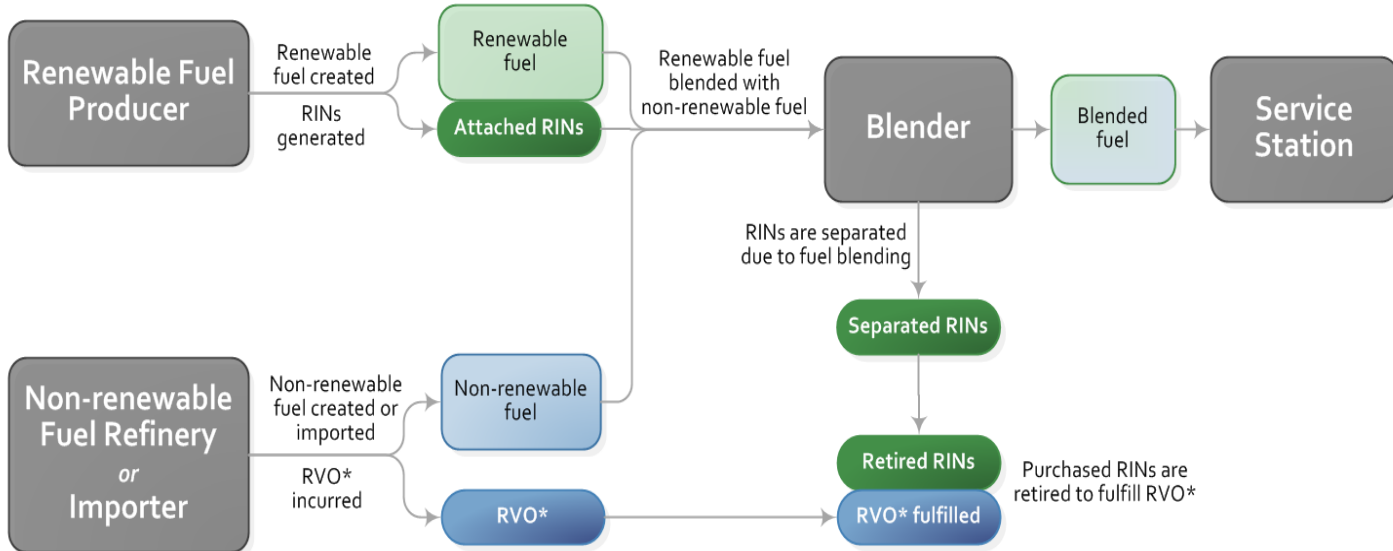 Renewable Fuel
Producer
Renewable
fuel created
RINs
generated
Renewable
fuel
Attached RINs
Renewable fuel
blended with
non-renewable fuel
Blender
Blended
fuel
Service
Station
RINs are separated
due to fuel blending
Separated RINs
Non-renewable
Fuel Refinery
or
Importer
Non-renewable
fuel created or
imported
RVO*
incurred
Non-renewable
fuel
RVO*
Retired RINs
RVO* fulfilled
Purchased RINs are
retired to fulfill RVO*